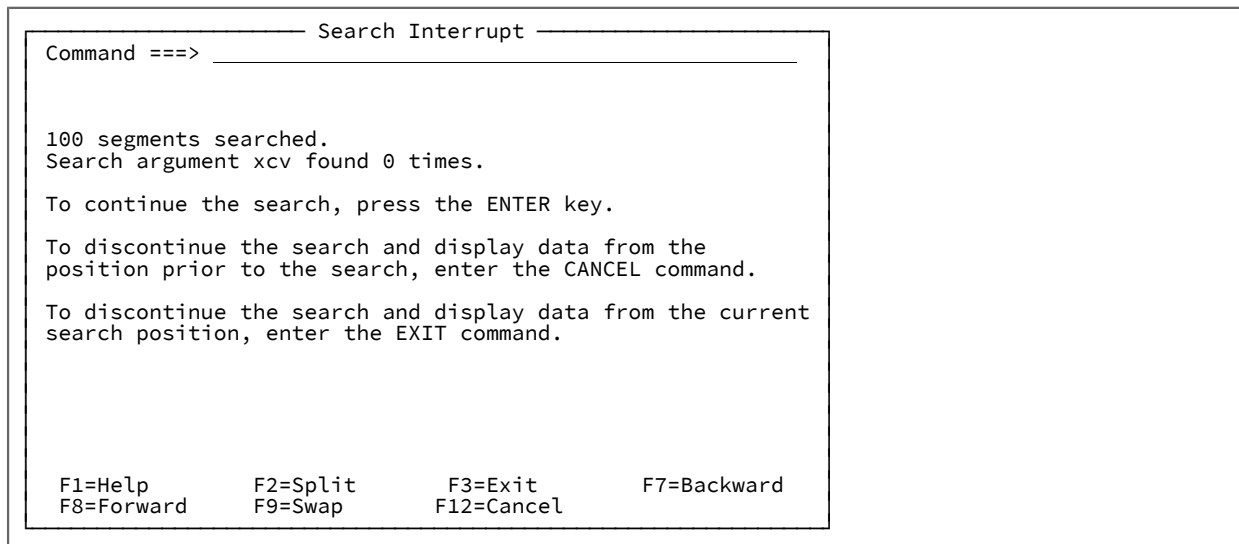 Search Interrupt
Command ===>
100 segments searched.
Search argument xcv found 0 times.
To continue the search, press the ENTER key.
To discontinue the search and display data from the
position prior to the search, enter the CANCEL command.
To discontinue the search and display data from the current
search position, enter the EXIT command.
F1=Help F2=Split F3=Exit F7=Backward
F8=Forward F9=Swap F12=Cancel